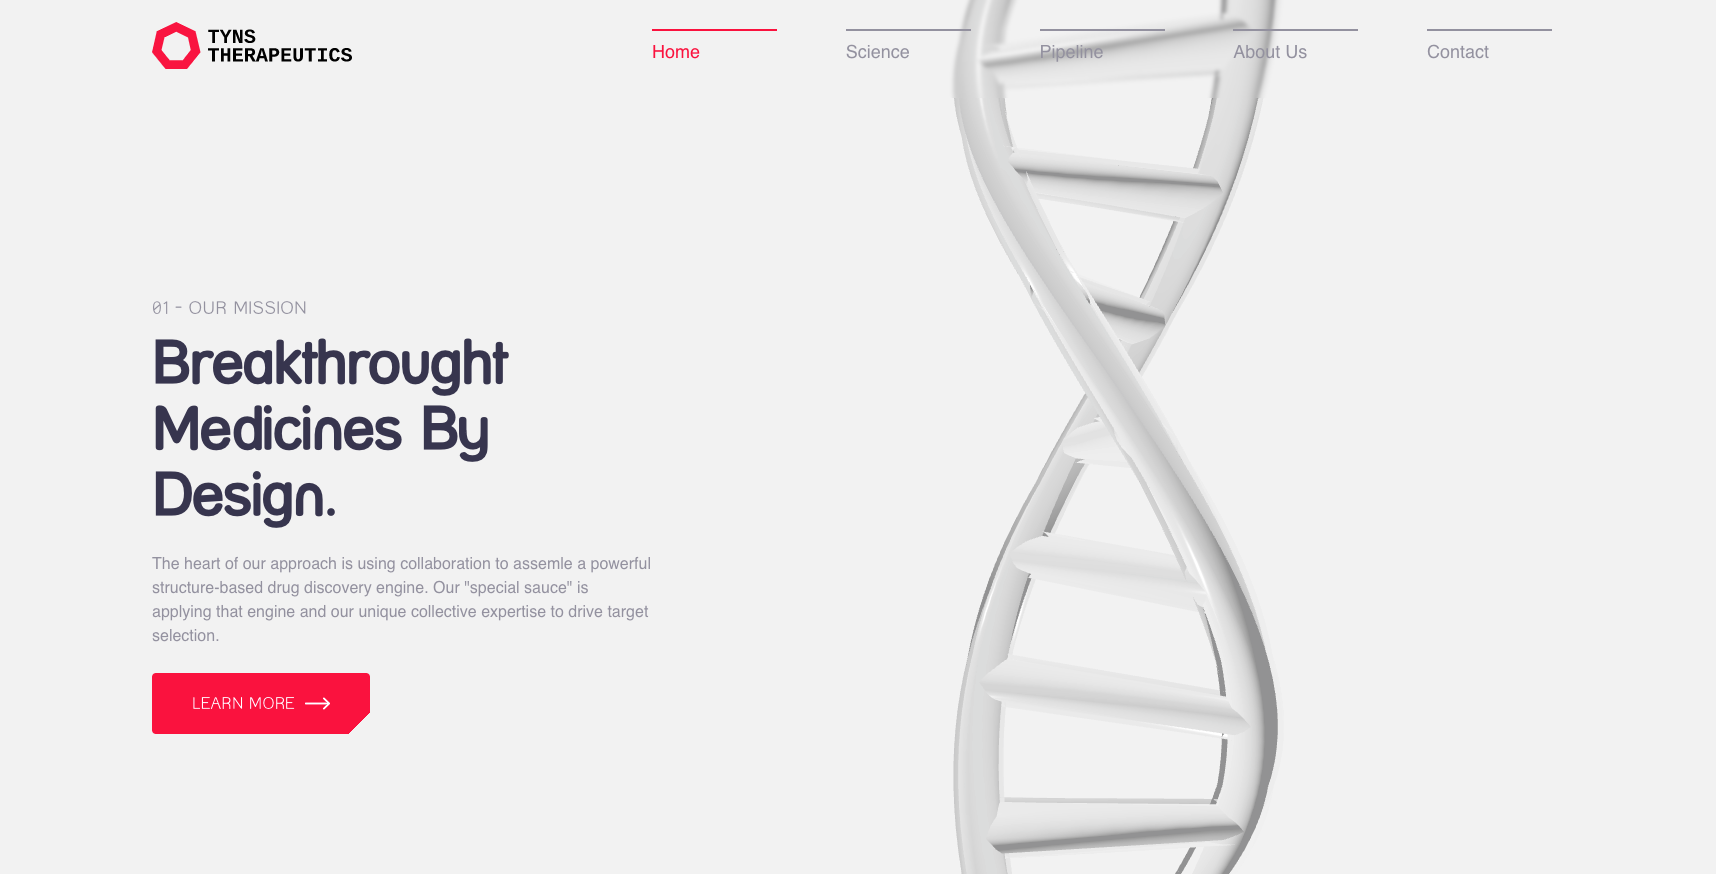 TYNS
THERAPEUTICS
Home
Science
Pipeline
About Us
Contact
01 - OUR MISSION
Breakthrought
Medicines By
Design.
The heart of our approach is using collaboration to assemle a powerful
structure-based drug discovery engine. Our "special sauce" is
applying that engine and our unique collective expertise to drive target
selection.
LEARN MORE